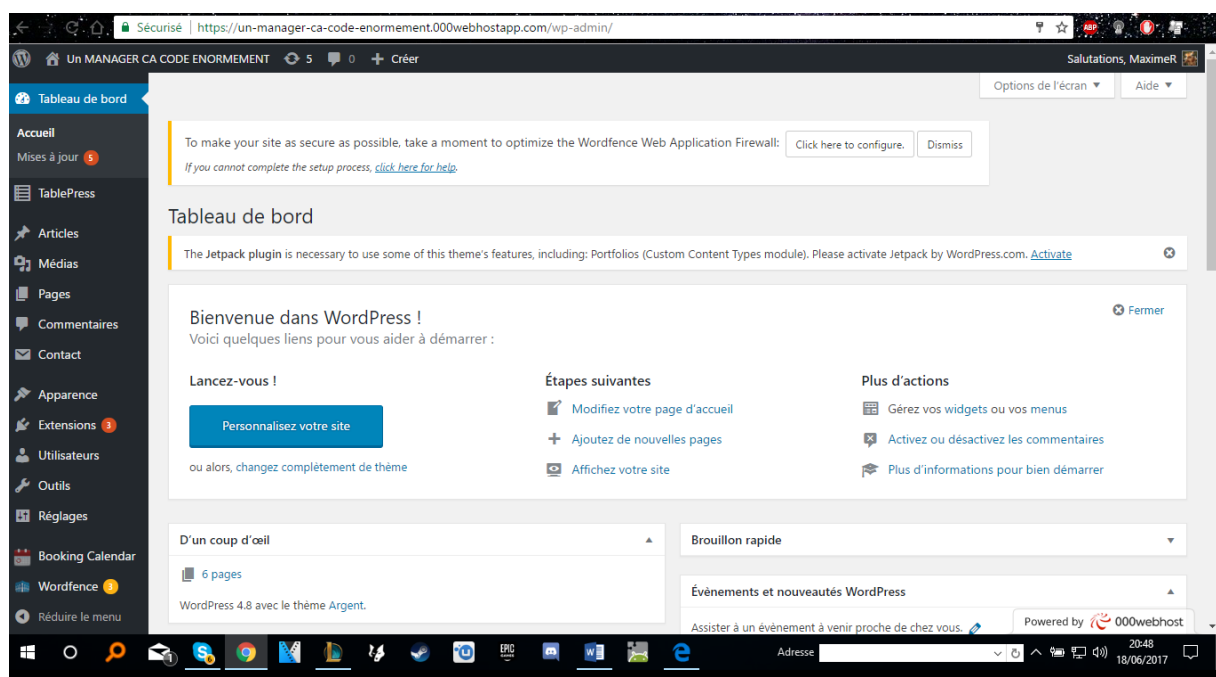 Sécurisé | https://un-manager-ca-code-enormement.000webhostapp.com/wp-admin/
ABP
Un MANAGER CA CODE ENORMEMENT 5 0 + Créer Salutations, MaximeR
Options de l'écran Aide
Tableau de bord
Accueil
Mises à jour 5
TablePress
Articles
Médias
Pages
Commentaires
Contact
Apparence
Extensions 3
Utilisateurs
Outils
Réglages
Booking Calendar
Wordfence 3
Réduire le menu
To make your site as secure as possible, take a moment to optimize the Wordfence Web Application Firewall: Click here to configure. Dismiss
If you cannot complete the setup process, click here for help.
Tableau de bord
The Jetpack plugin is necessary to use some of this theme's features, including: Portfolios (Custom Content Types module). Please activate Jetpack by WordPress.com. Activate
Bienvenue dans WordPress !
Fermer
Voici quelques liens pour vous aider à démarrer :
Lancez-vous !
Personnalisez votre site
ou alors, changez complètement de thème
Étapes suivantes
Modifiez votre page d'accueil
Ajoutez de nouvelles pages
Affichez votre site
Plus d'actions
Gérez vos widgets ou vos menus
Activez ou désactivez les commentaires
Plus d'informations pour bien démarrer
D'un coup d'œil
6 pages
WordPress 4.8 avec le thème Argent.
Brouillon rapide
Évènements et nouveautés WordPress
Assister à un évènement à venir proche de chez vous.
Powered by 000webhost
EPIC GAMES
Adresse
20:48
18/06/2017